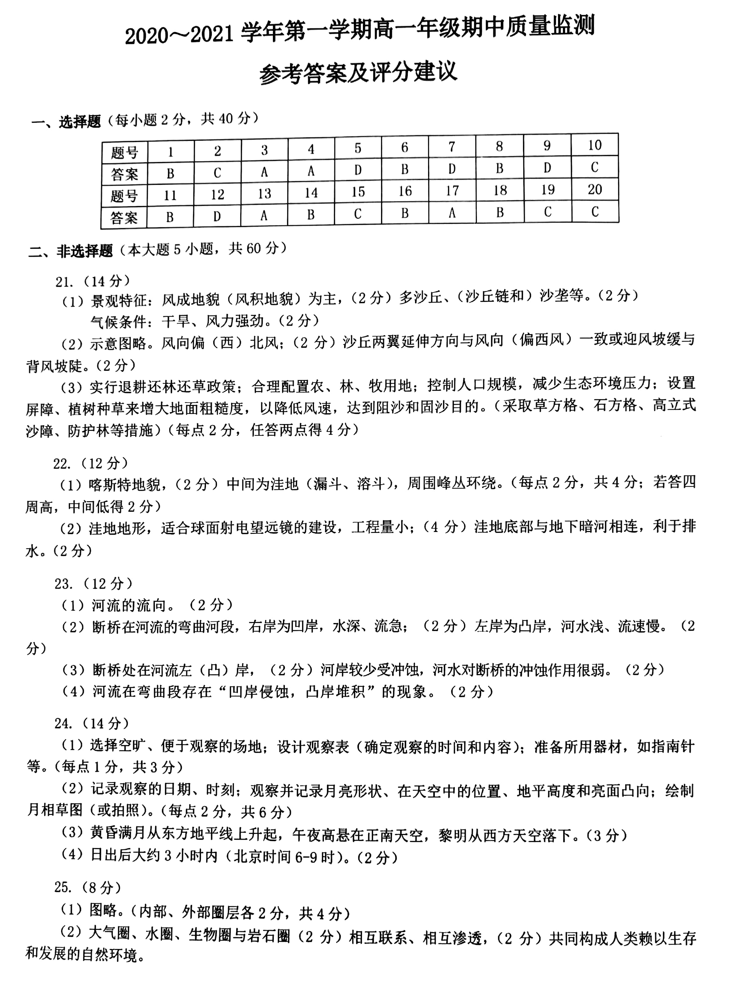 2020～2021 学年第一学期高一年级期中质量监测
参考答案及评分建议
一、选择题（每小题 2 分，共 40 分）
题号 1 2 3 4 5 6 7 8 9 10
答案 B C A A D B D B D C
题号 11 12 13 14 15 16 17 18 19 20
答案 B D A B C B A B C C
二、非选择题（本大题 5 小题，共 60 分）
21.（14 分）
（1）景观特征：风成地貌（风积地貌）为主，（2 分）多沙丘、（沙丘链和）沙垄等。（2 分）
气候条件：干旱、风力强劲。（2 分）
（2）示意图略。风向偏（西）北风；（2 分）沙丘两翼延伸方向与风向（偏西风）一致或迎风坡缓与
背风坡陡。（2 分）
（3）实行退耕还林还草政策；合理配置农、林、牧用地；控制人口规模，减少生态环境压力；设置
屏障、植树种草来增大地面粗糙度，以降低风速，达到阻沙和固沙目的。（采取草方格、石方格、高立式
沙障、防护林等措施）（每点 2 分，任答两点得 4 分）
22.（12 分）
（1）喀斯特地貌，（2 分）中间为洼地（漏斗、溶斗），周围峰丛环绕。（每点 2 分，共 4 分；若答四
周高，中间低得 2 分）
（2）洼地地形，适合球面射电望远镜的建设，工程量小；（4 分）洼地底部与地下暗河相连，利于排
水。（2 分）
23.（12 分）
（1）河流的流向。（2 分）
（2）断桥在河流的弯曲河段，右岸为凹岸，水深、流急；（2 分）左岸为凸岸，河水浅、流速慢。（2
分）
（3）断桥处在河流左（凸）岸，（2 分）河岸较少受冲蚀，河水对断桥的冲蚀作用很弱。（2 分）
（4）河流在弯曲段存在“凹岸侵蚀，凸岸堆积”的现象。（2 分）
24.（14 分）
（1）选择空旷、便于观察的场地；设计观察表（确定观察的时间和内容）；准备所用器材，如指南针
等。（每点 1 分，共 3 分）
（2）记录观察的日期、时刻；观察并记录月亮形状、在天空中的位置、地平高度和亮面凸向；绘制
月相草图（或拍照）。（每点 2 分，共 6 分）
（3）黄昏满月从东方地平线上升起，午夜高悬在正南天空，黎明从西方天空落下。（3 分）
（4）日出后大约 3 小时内（北京时间 6-9 时）。（2 分）
25.（8 分）
（1）图略。（内部、外部圈层各 2 分，共 4 分）
（2）大气圈、水圈、生物圈与岩石圈（2 分）相互联系、相互渗透，（2 分）共同构成人类赖以生存
和发展的自然环境。